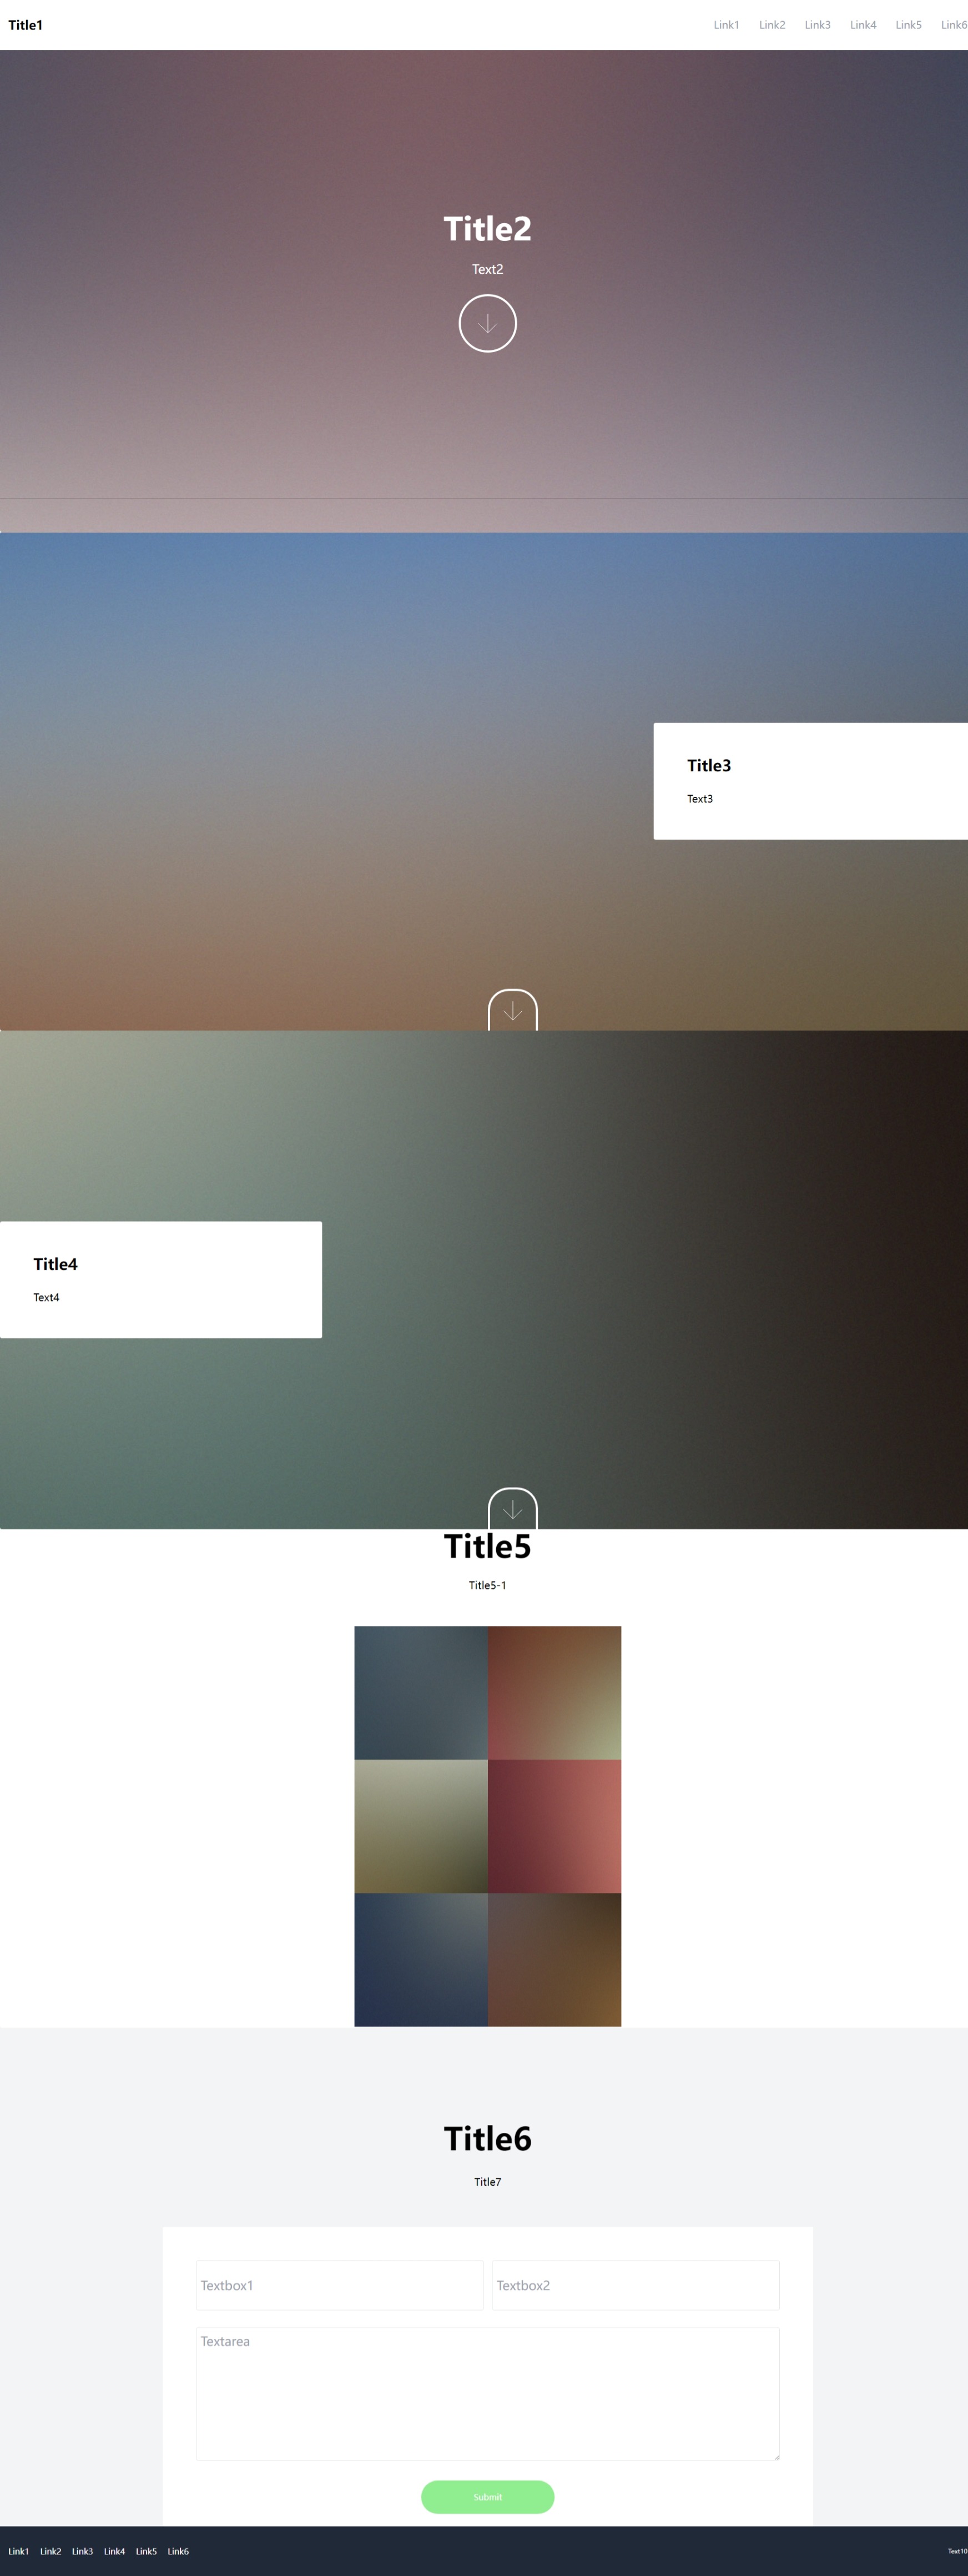 Title1 Link1 Link2 Link3 Link4 Link5 Link6
Title2
Text2
Title3
Text3
Title4
Text4
Title5
Title5-1
Title6
Title7
Textbox1 Textbox2
Textarea
Submit
Link1 Link2 Link3 Link4 Link5 Link6 Text10